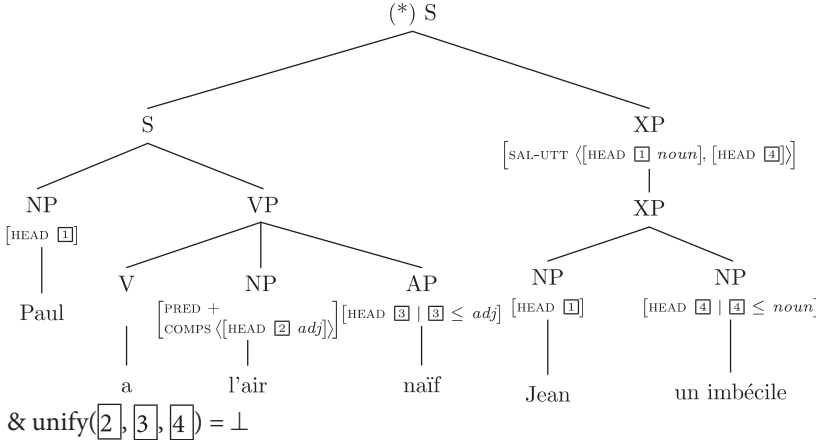 (*) S
S XP
[SAL-UTT ⟨[HEAD 1 noun], [HEAD 4]⟩]
NP VP XP
[HEAD 1]
V NP AP NP NP
Paul
[PRED +
COMPS ⟨[HEAD 2 adj]⟩] [HEAD 3 | 3 ≤ adj] [HEAD 1] [HEAD 4 | 4 ≤ noun]
a l'air naïf Jean un imbécile
& unify(2, 3, 4) = ⊥